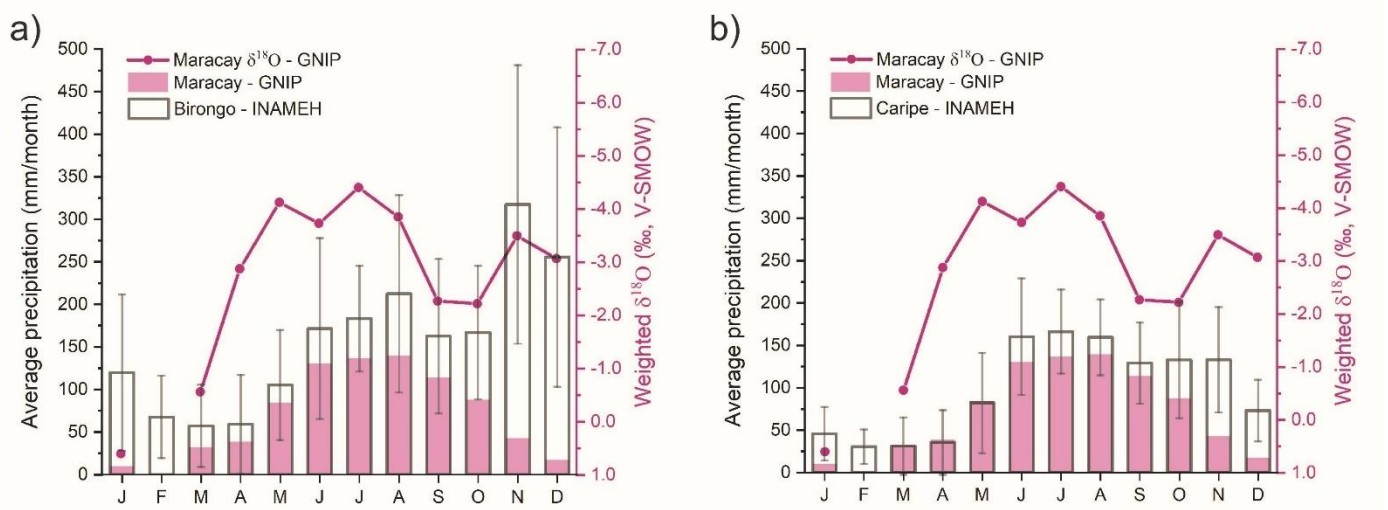 a)
Maracay δ¹⁸O - GNIP
Maracay - GNIP
Birongo - INAMEH
Average precipitation (mm/month)
500
450
400
350
300
250
200
150
100
50
0
J F M A M J J A S O N D
-7.0
-6.0
-5.0
-4.0
-3.0
-2.0
-1.0
0.0
1.0
Weighted δ¹⁸O (‰, V-SMOW)
b)
Maracay δ¹⁸O - GNIP
Maracay - GNIP
Caripe - INAMEH
Average precipitation (mm/month)
500
450
400
350
300
250
200
150
100
50
0
J F M A M J J A S O N D
-7.0
-6.0
-5.0
-4.0
-3.0
-2.0
-1.0
0.0
1.0
Weighted δ¹⁸O (‰, V-SMOW)